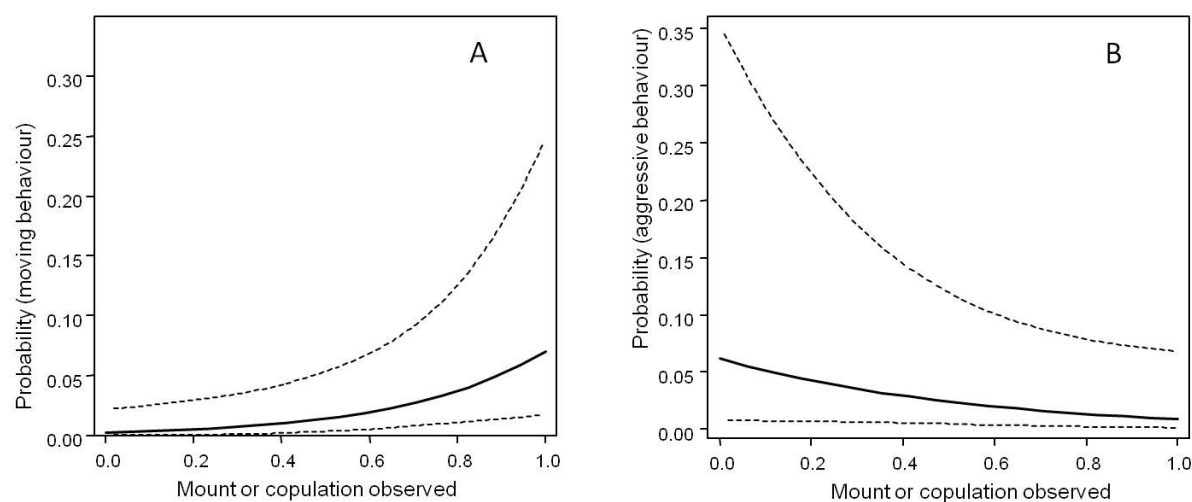 A
Probability (moving behaviour)
0.30
0.25
0.20
0.15
0.10
0.05
0.00
0.0 0.2 0.4 0.6 0.8 1.0
Mount or copulation observed
B
Probability (aggressive behaviour)
0.35
0.30
0.25
0.20
0.15
0.10
0.05
0.00
0.0 0.2 0.4 0.6 0.8 1.0
Mount or copulation observed